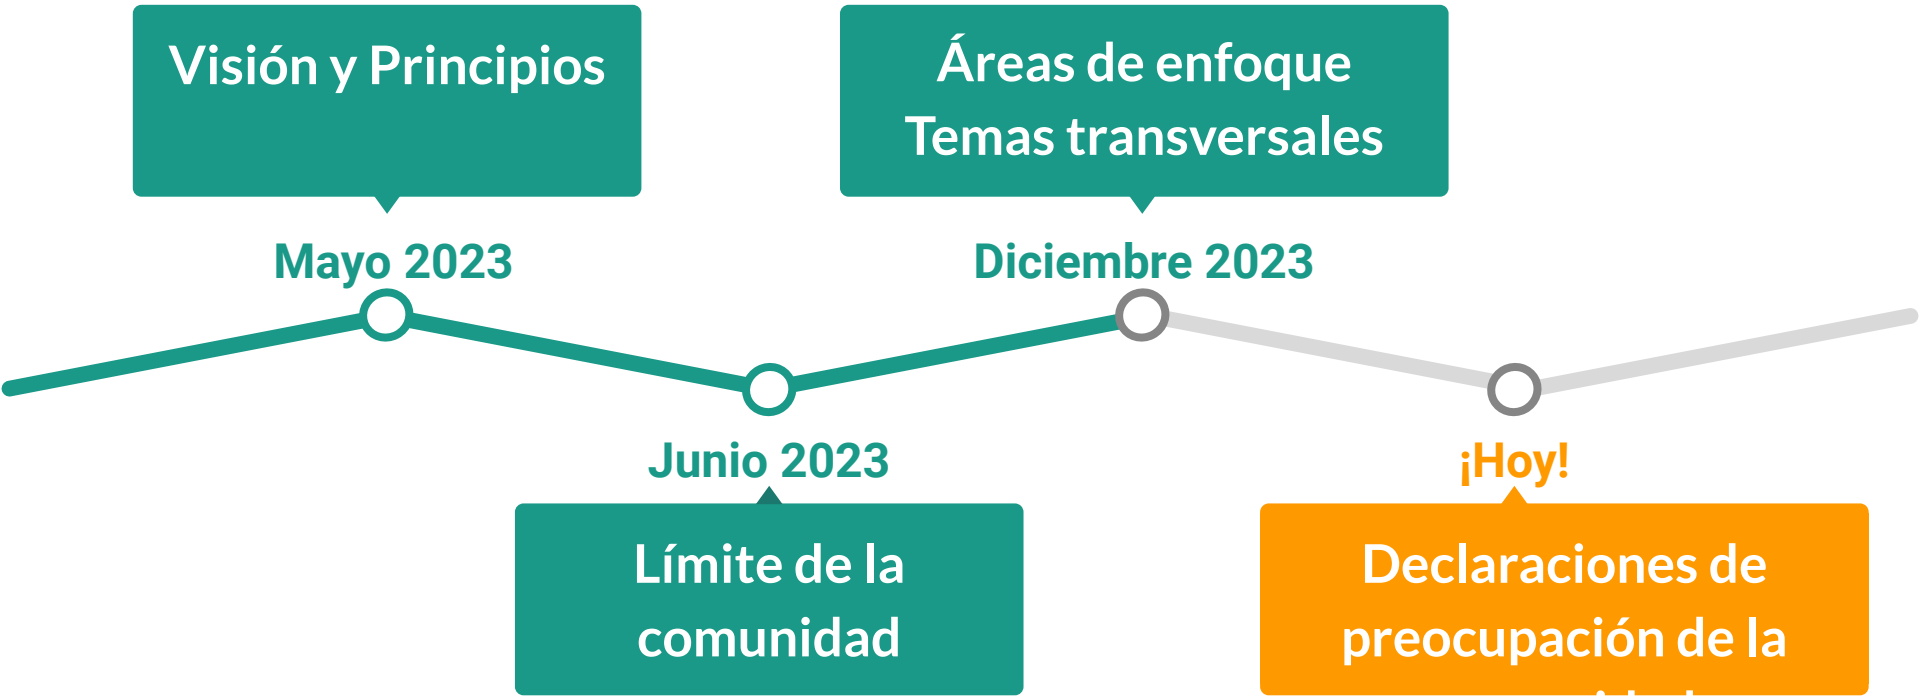 Visión y Principios
Mayo 2023
Junio 2023
Límite de la
comunidad
Áreas de enfoque
Temas transversales
Diciembre 2023
¡Hoy!
Declaraciones de
preocupación de la